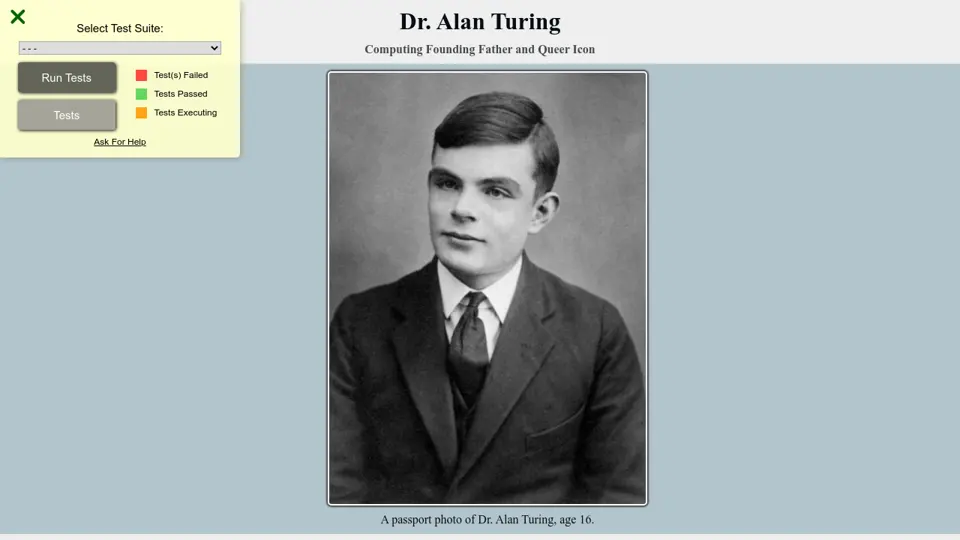 Select Test Suite:
- - -
Run Tests
Tests
Test(s) Failed
Tests Passed
Tests Executing
Ask For Help
Dr. Alan Turing
Computing Founding Father and Queer Icon
A passport photo of Dr. Alan Turing, age 16.